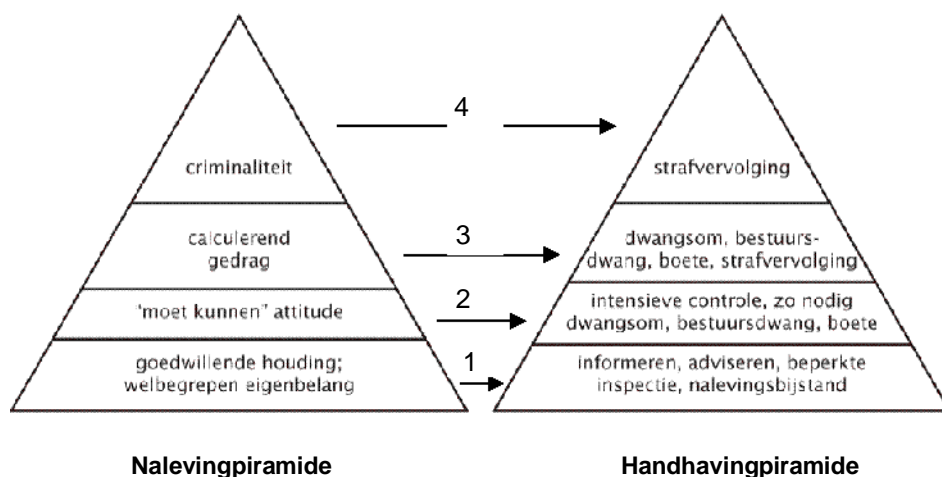 4
criminaliteit
strafvervolging
calculerend
gedrag
3
dwangsom, bestuurs-
dwang, boete, strafvervolging
"moet kunnen" attitude
2
intensieve controle, zo nodig
dwangsom, bestuursdwang, boete
goedwillende houding;
welbegrepen eigenbelang
1
informeren, adviseren, beperkte
inspectie, nalevingsbijstand
Nalevingpiramide
Handhavingpiramide